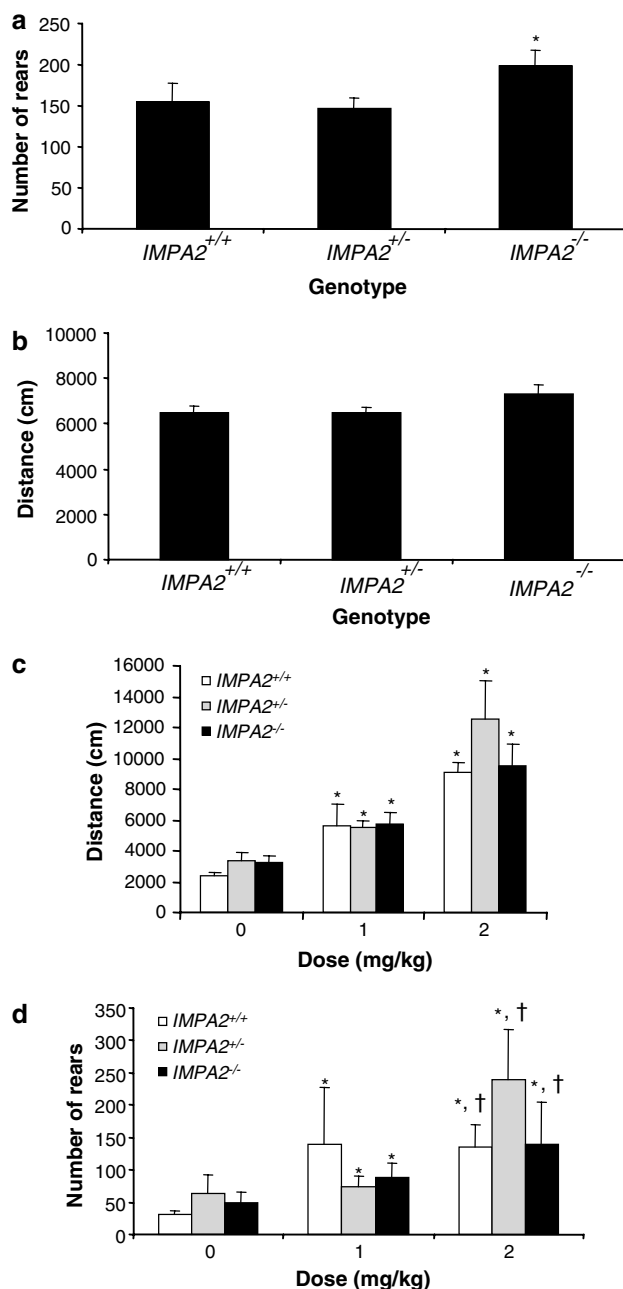 a
Number of rears
250
200
150
100
50
0
*
IMPA2+/+
IMPA2+/-
IMPA2-/-
Genotype
b
Distance (cm)
10000
8000
6000
4000
2000
0
IMPA2+/+
IMPA2+/-
IMPA2-/-
Genotype
c
Distance (cm)
16000
14000
12000
10000
8000
6000
4000
2000
0
IMPA2+/+
IMPA2+/-
IMPA2-/-
* * *
* * *
0 1 2
Dose (mg/kg)
d
Number of rears
350
300
250
200
150
100
50
0
IMPA2+/+
IMPA2+/-
IMPA2-/-
* * *
*, † *, † *, †
0 1 2
Dose (mg/kg)